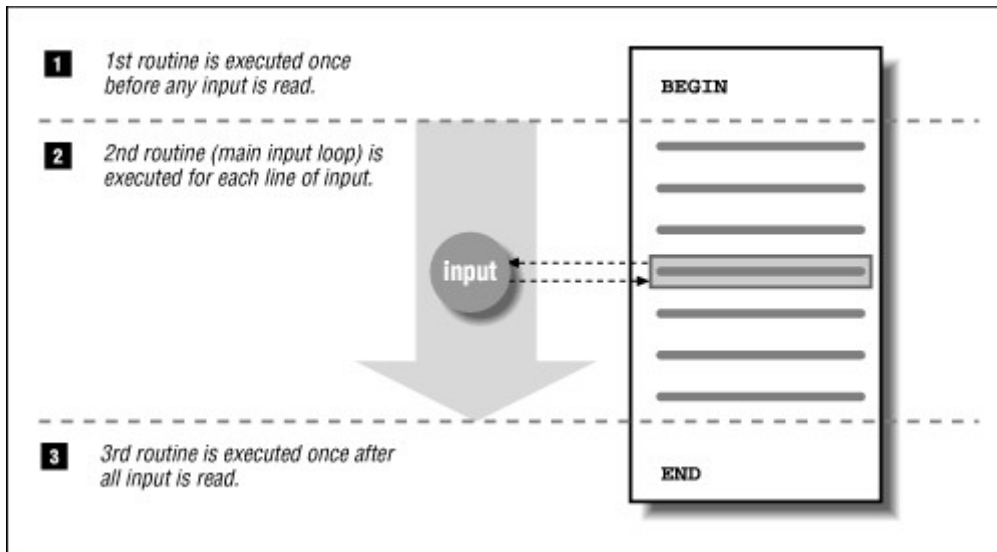 1
1st routine is executed once
before any input is read.
BEGIN
2
2nd routine (main input loop) is
executed for each line of input.
input
3
3rd routine is executed once after
all input is read.
END